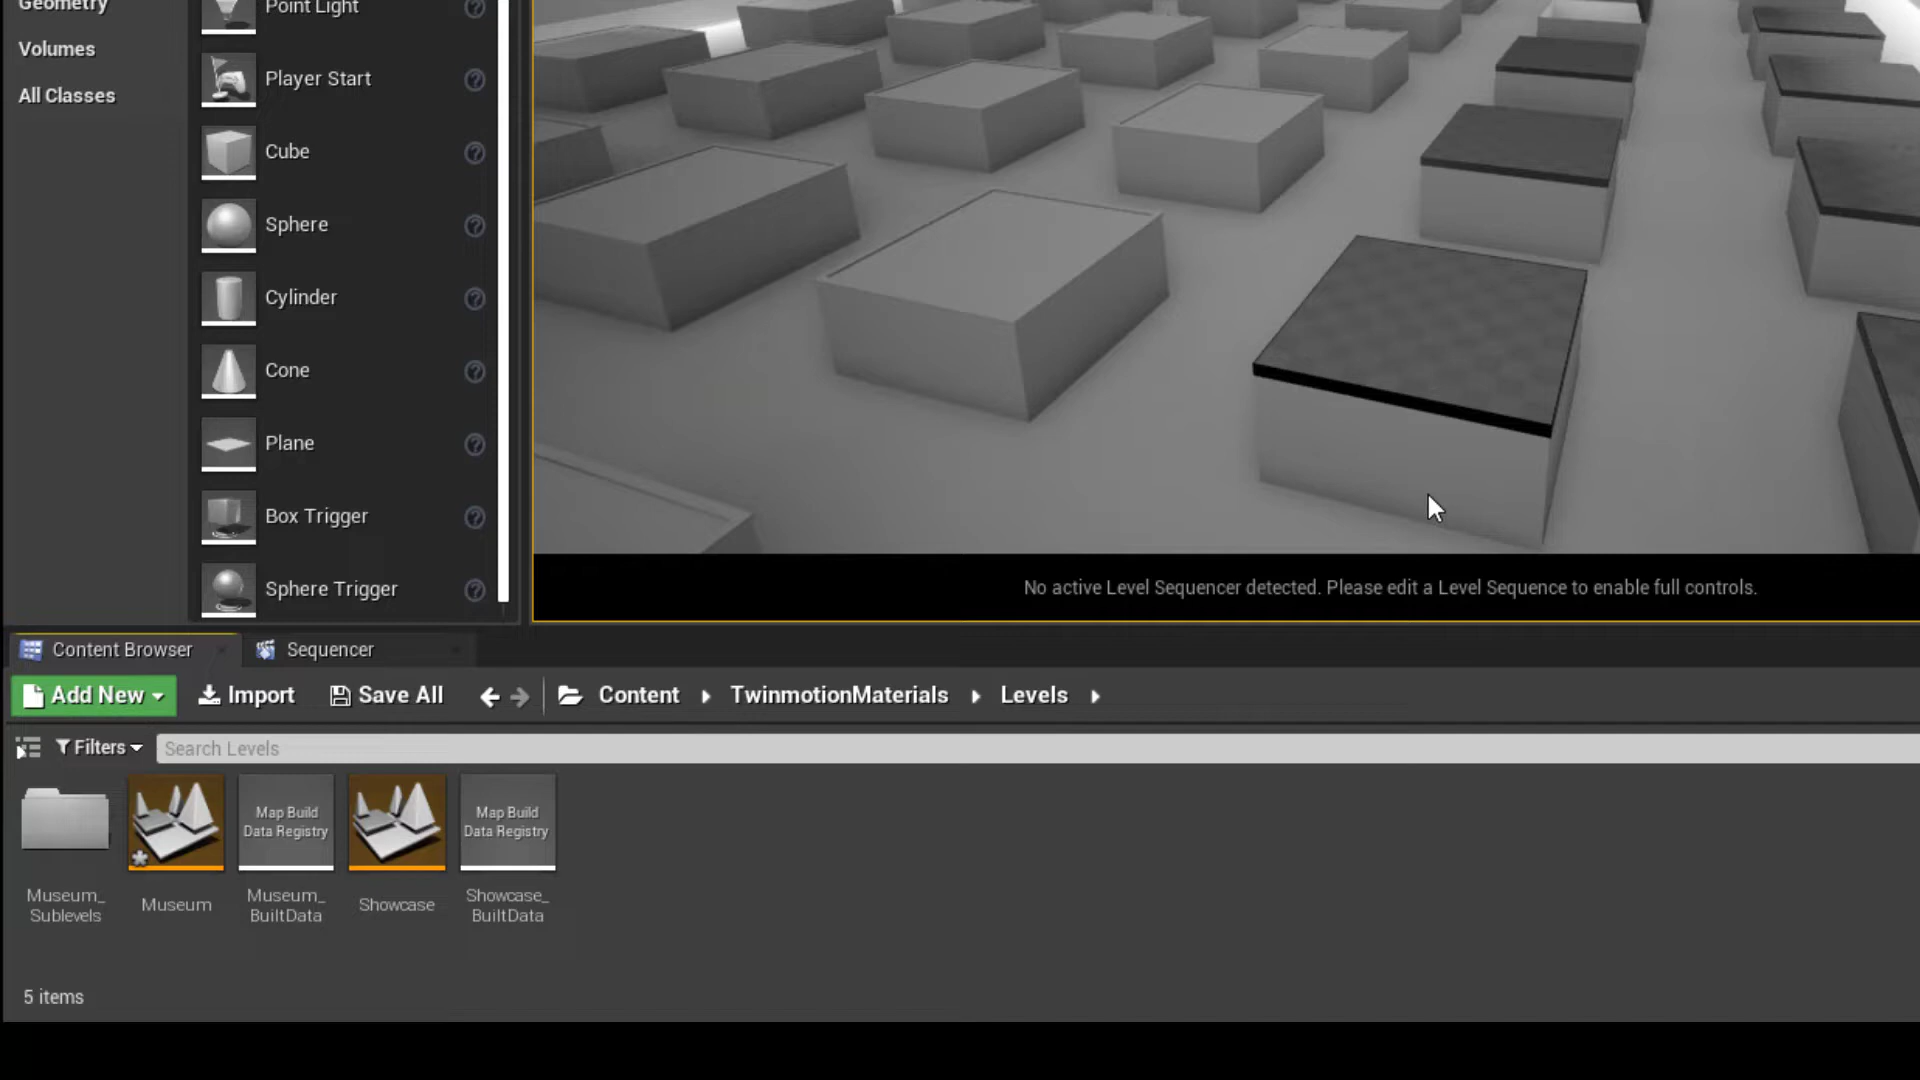 Geometry
Volumes
All Classes
Point Light
Player Start
Cube
Sphere
Cylinder
Cone
Plane
Box Trigger
Sphere Trigger
No active Level Sequencer detected. Please edit a Level Sequence to enable full controls.
Content Browser
Sequencer
Add New Import Save All Content TwinmotionMaterials Levels
Filters Search Levels
Map Build
Data Registry
Map Build
Data Registry
Museum_
Sublevels
Museum
Museum_
BuiltData
Showcase
Showcase_
BuiltData
5 items